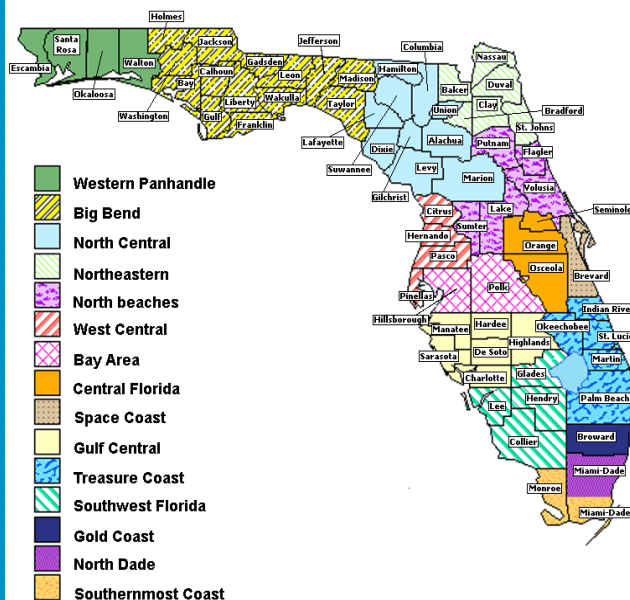 Holmes
Santa
Rosa
Jackson
Jefferson
Columbia
Nassau
Escambia
Walton
Gadsden
Hamilton
Calhoun
Leon
Madison
Duval
Bay
Baker
Okaloosa
Liberty
Wakulla
Taylor
Clay
Washington
Gulf
Franklin
Union
Bradford
St. Johns
Lafayette
Dixie
Alachua
Putnam
Flagler
Suwannee
Levy
Marion
Volusia
Gilchrist
Citrus
Lake
Seminole
Sumter
Hernando
Orange
Pasco
Osceola
Brevard
Pinellas
Polk
Indian Rive
Hillsborough
Manatee
Hardee
Okeechobee
St. Luci
Highlands
Sarasota
De Soto
Martin
Charlotte
Glades
Hendry
Palm Beach
Lee
Collier
Broward
Miami-Dade
Monroe
Miami-Dade
Western Panhandle
Big Bend
North Central
Northeastern
North beaches
West Central
Bay Area
Central Florida
Space Coast
Gulf Central
Treasure Coast
Southwest Florida
Gold Coast
North Dade
Southernmost Coast